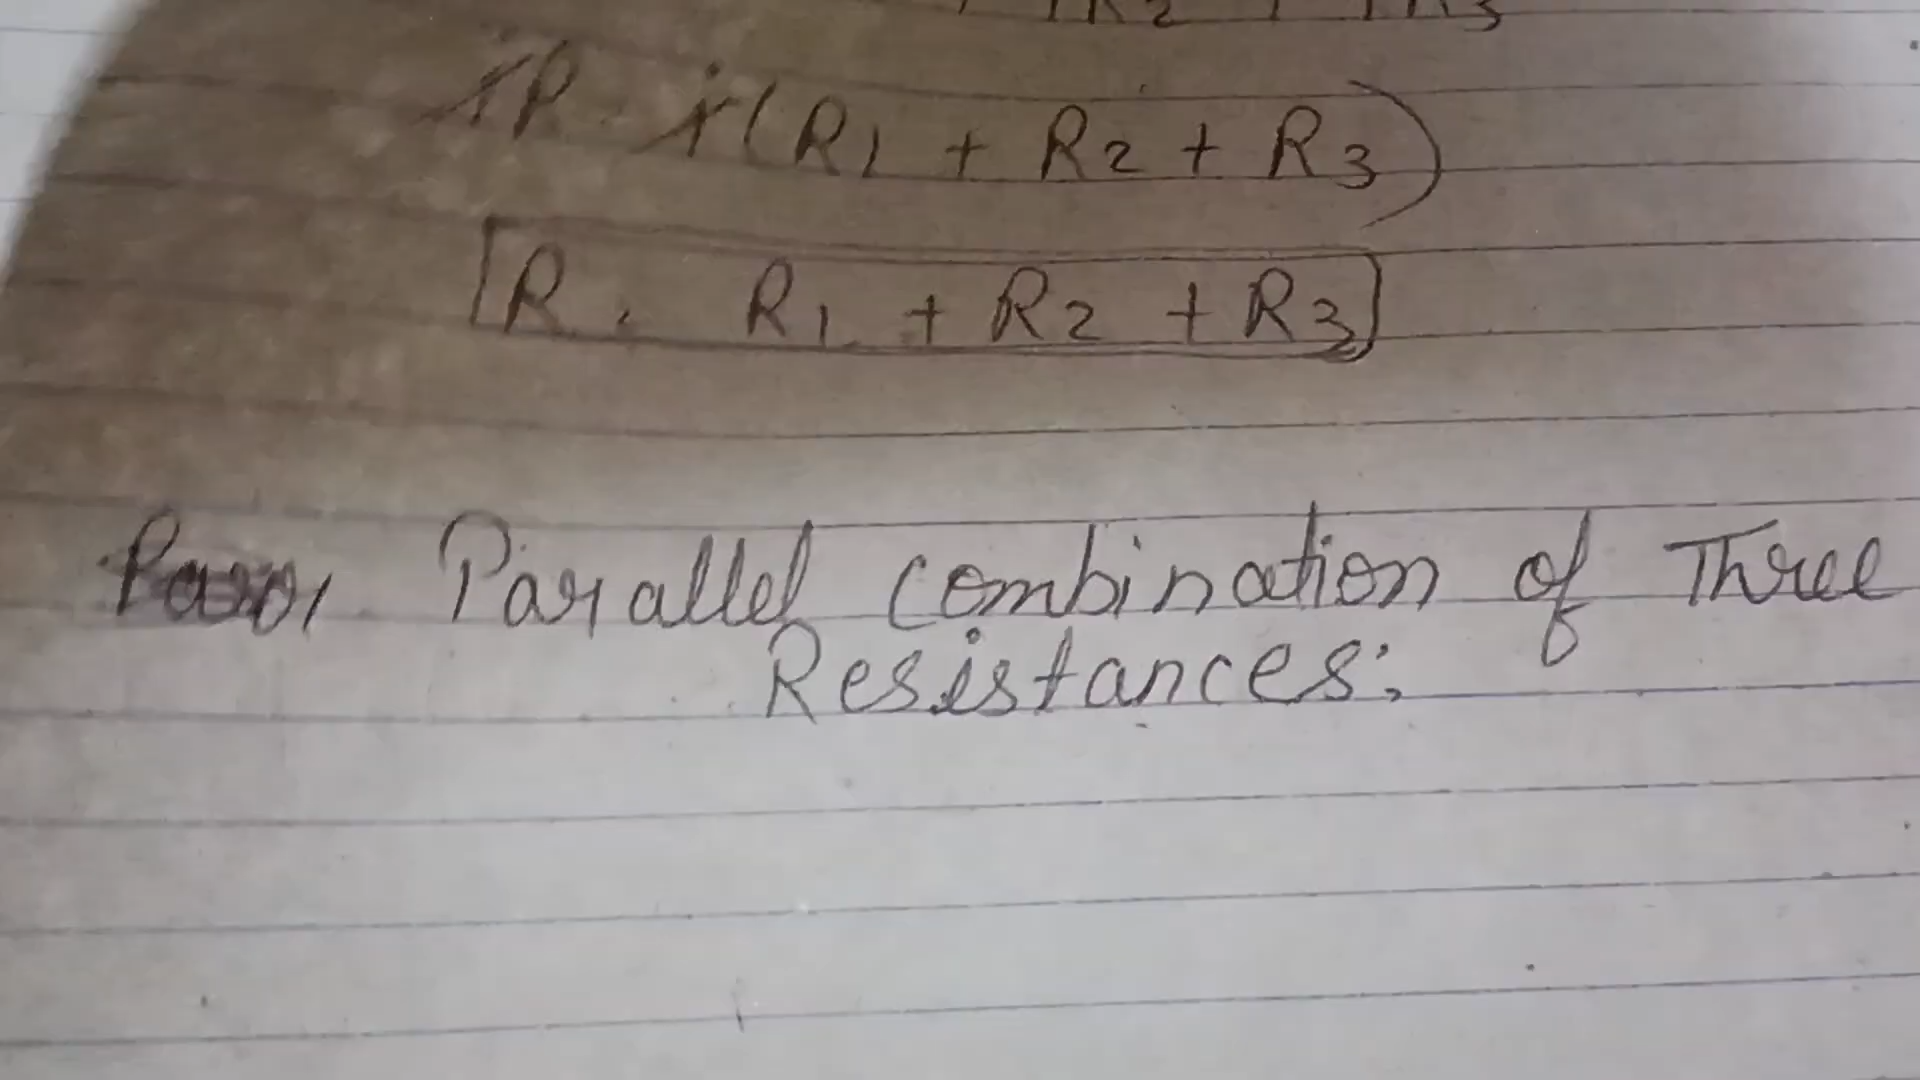 IR I(R1 + R2 + R3)
R. R1 + R2 + R3
Parallel combination of Three
Resistances: